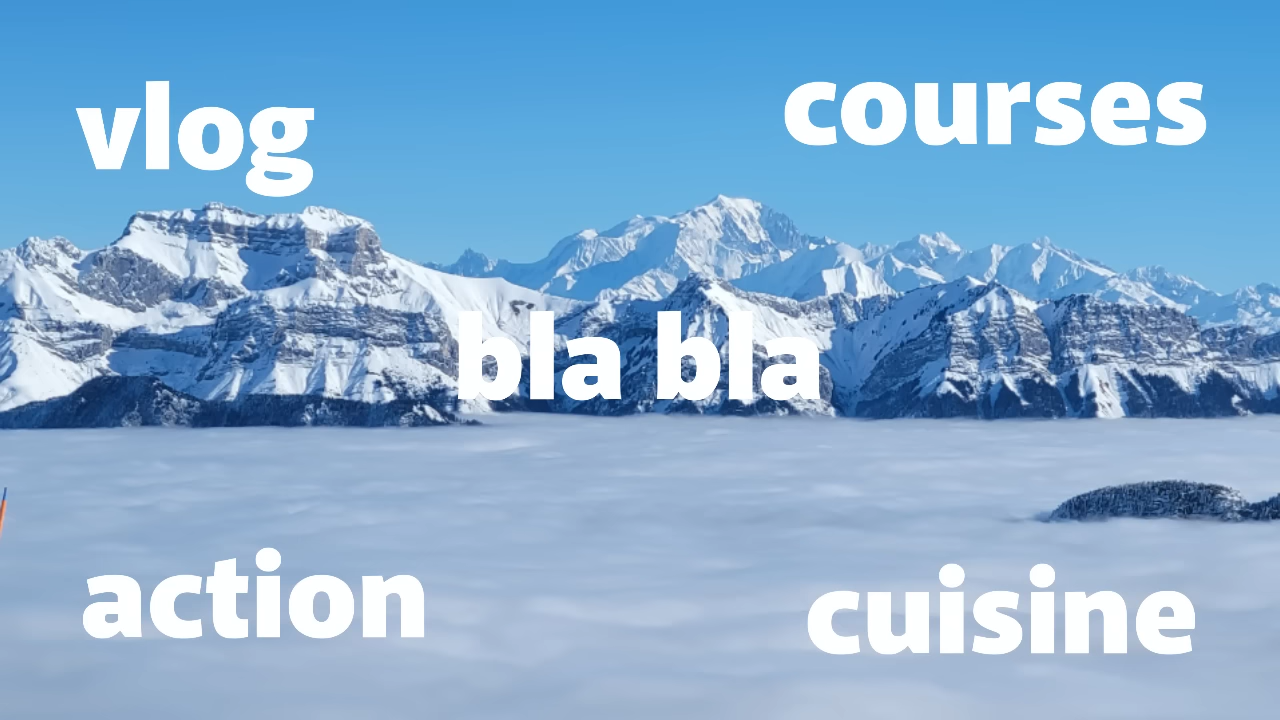 vlog
courses
bla bla
action
cuisine